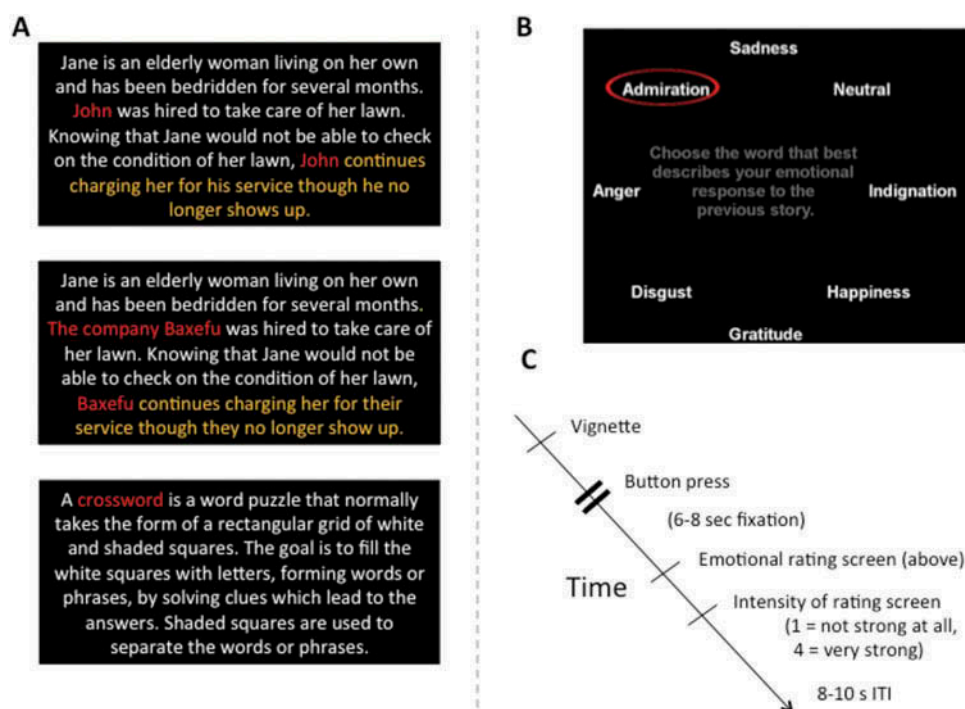 A
Jane is an elderly woman living on her own
and has been bedridden for several months.
John was hired to take care of her lawn.
Knowing that Jane would not be able to check
on the condition of her lawn, John continues
charging her for his service though he no
longer shows up.
Jane is an elderly woman living on her own
and has been bedridden for several months.
The company Baxefu was hired to take care of
her lawn. Knowing that Jane would not be
able to check on the condition of her lawn,
Baxefu continues charging her for their
service though they no longer show up.
A crossword is a word puzzle that normally
takes the form of a rectangular grid of white
and shaded squares. The goal is to fill the
white squares with letters, forming words or
phrases, by solving clues which lead to the
answers. Shaded squares are used to
separate the words or phrases.
B
Sadness
Admiration
Neutral
Choose the word that best
describes your emotional
response to the
previous story.
Anger
Indignation
Disgust
Happiness
Gratitude
C
Vignette
Button press
(6-8 sec fixation)
Emotional rating screen (above)
Time
Intensity of rating screen
(1 = not strong at all,
4 = very strong)
8-10 s ITI